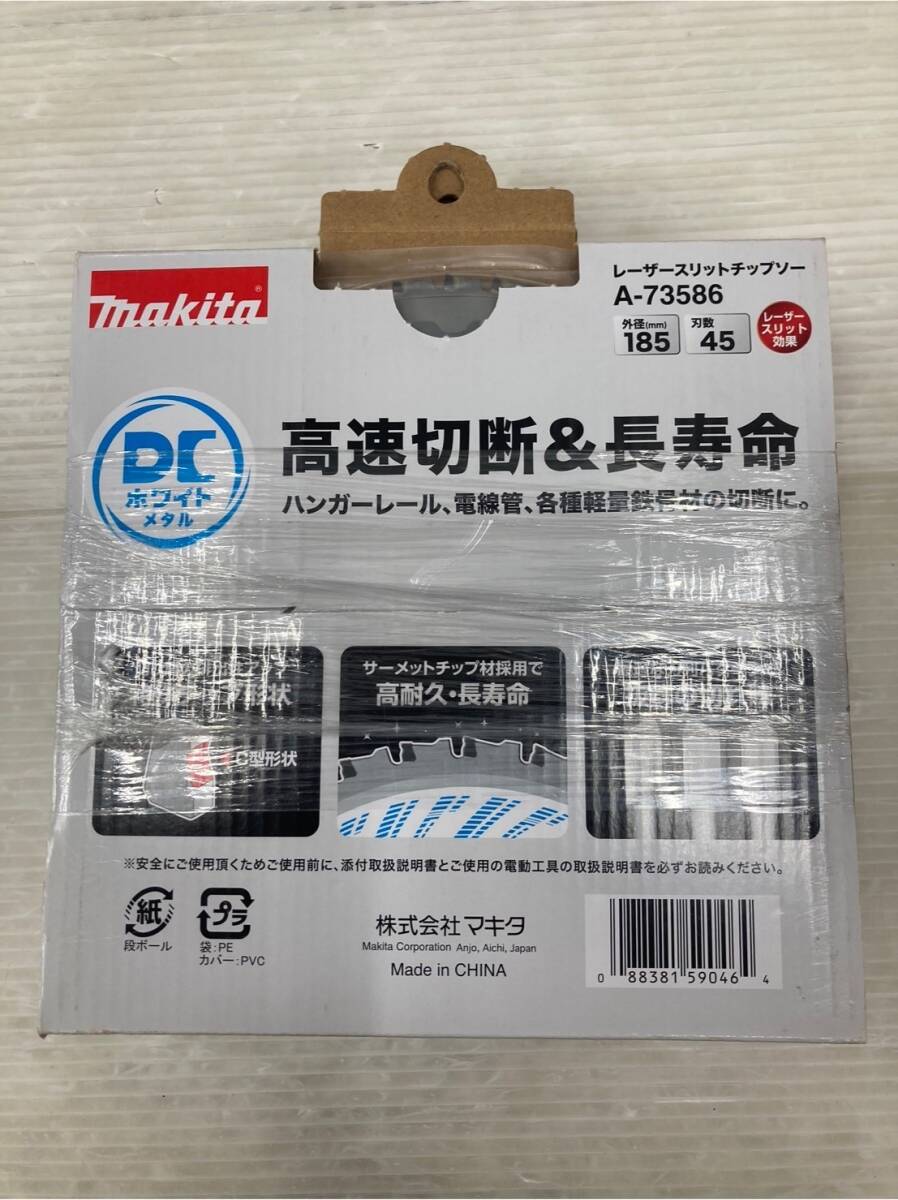 makita®
レーザースリットチップソー
A-73586
外径(mm)
185
刃数
45
レーザー
スリット
効果
DC
ホワイト
メタル
高速切断&長寿命
ハンガーレール、電線管、各種軽量鉄骨材の切断に。
形状
C型形状
サーメットチップ材採用で
高耐久・長寿命
※安全にご使用頂くためご使用前に、添付取扱説明書とご使用の電動工具の取扱説明書を必ずお読みください。
紙
段ボール
プラ
袋:PE
カバー:PVC
株式会社マキタ
Makita Corporation Anjo, Aichi, Japan
Made in CHINA
0 88381 59046 4